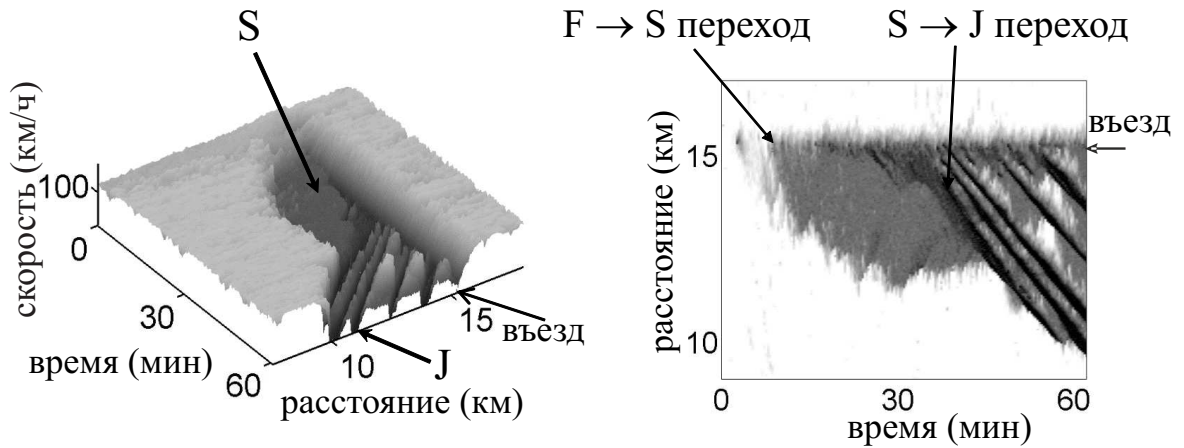 S
скорость (км/ч)
100
0
30
60
время (мин)
10
15
расстояние (км)
въезд
J
F → S переход
S → J переход
въезд
расстояние (км)
15
10
0
30
60
время (мин)